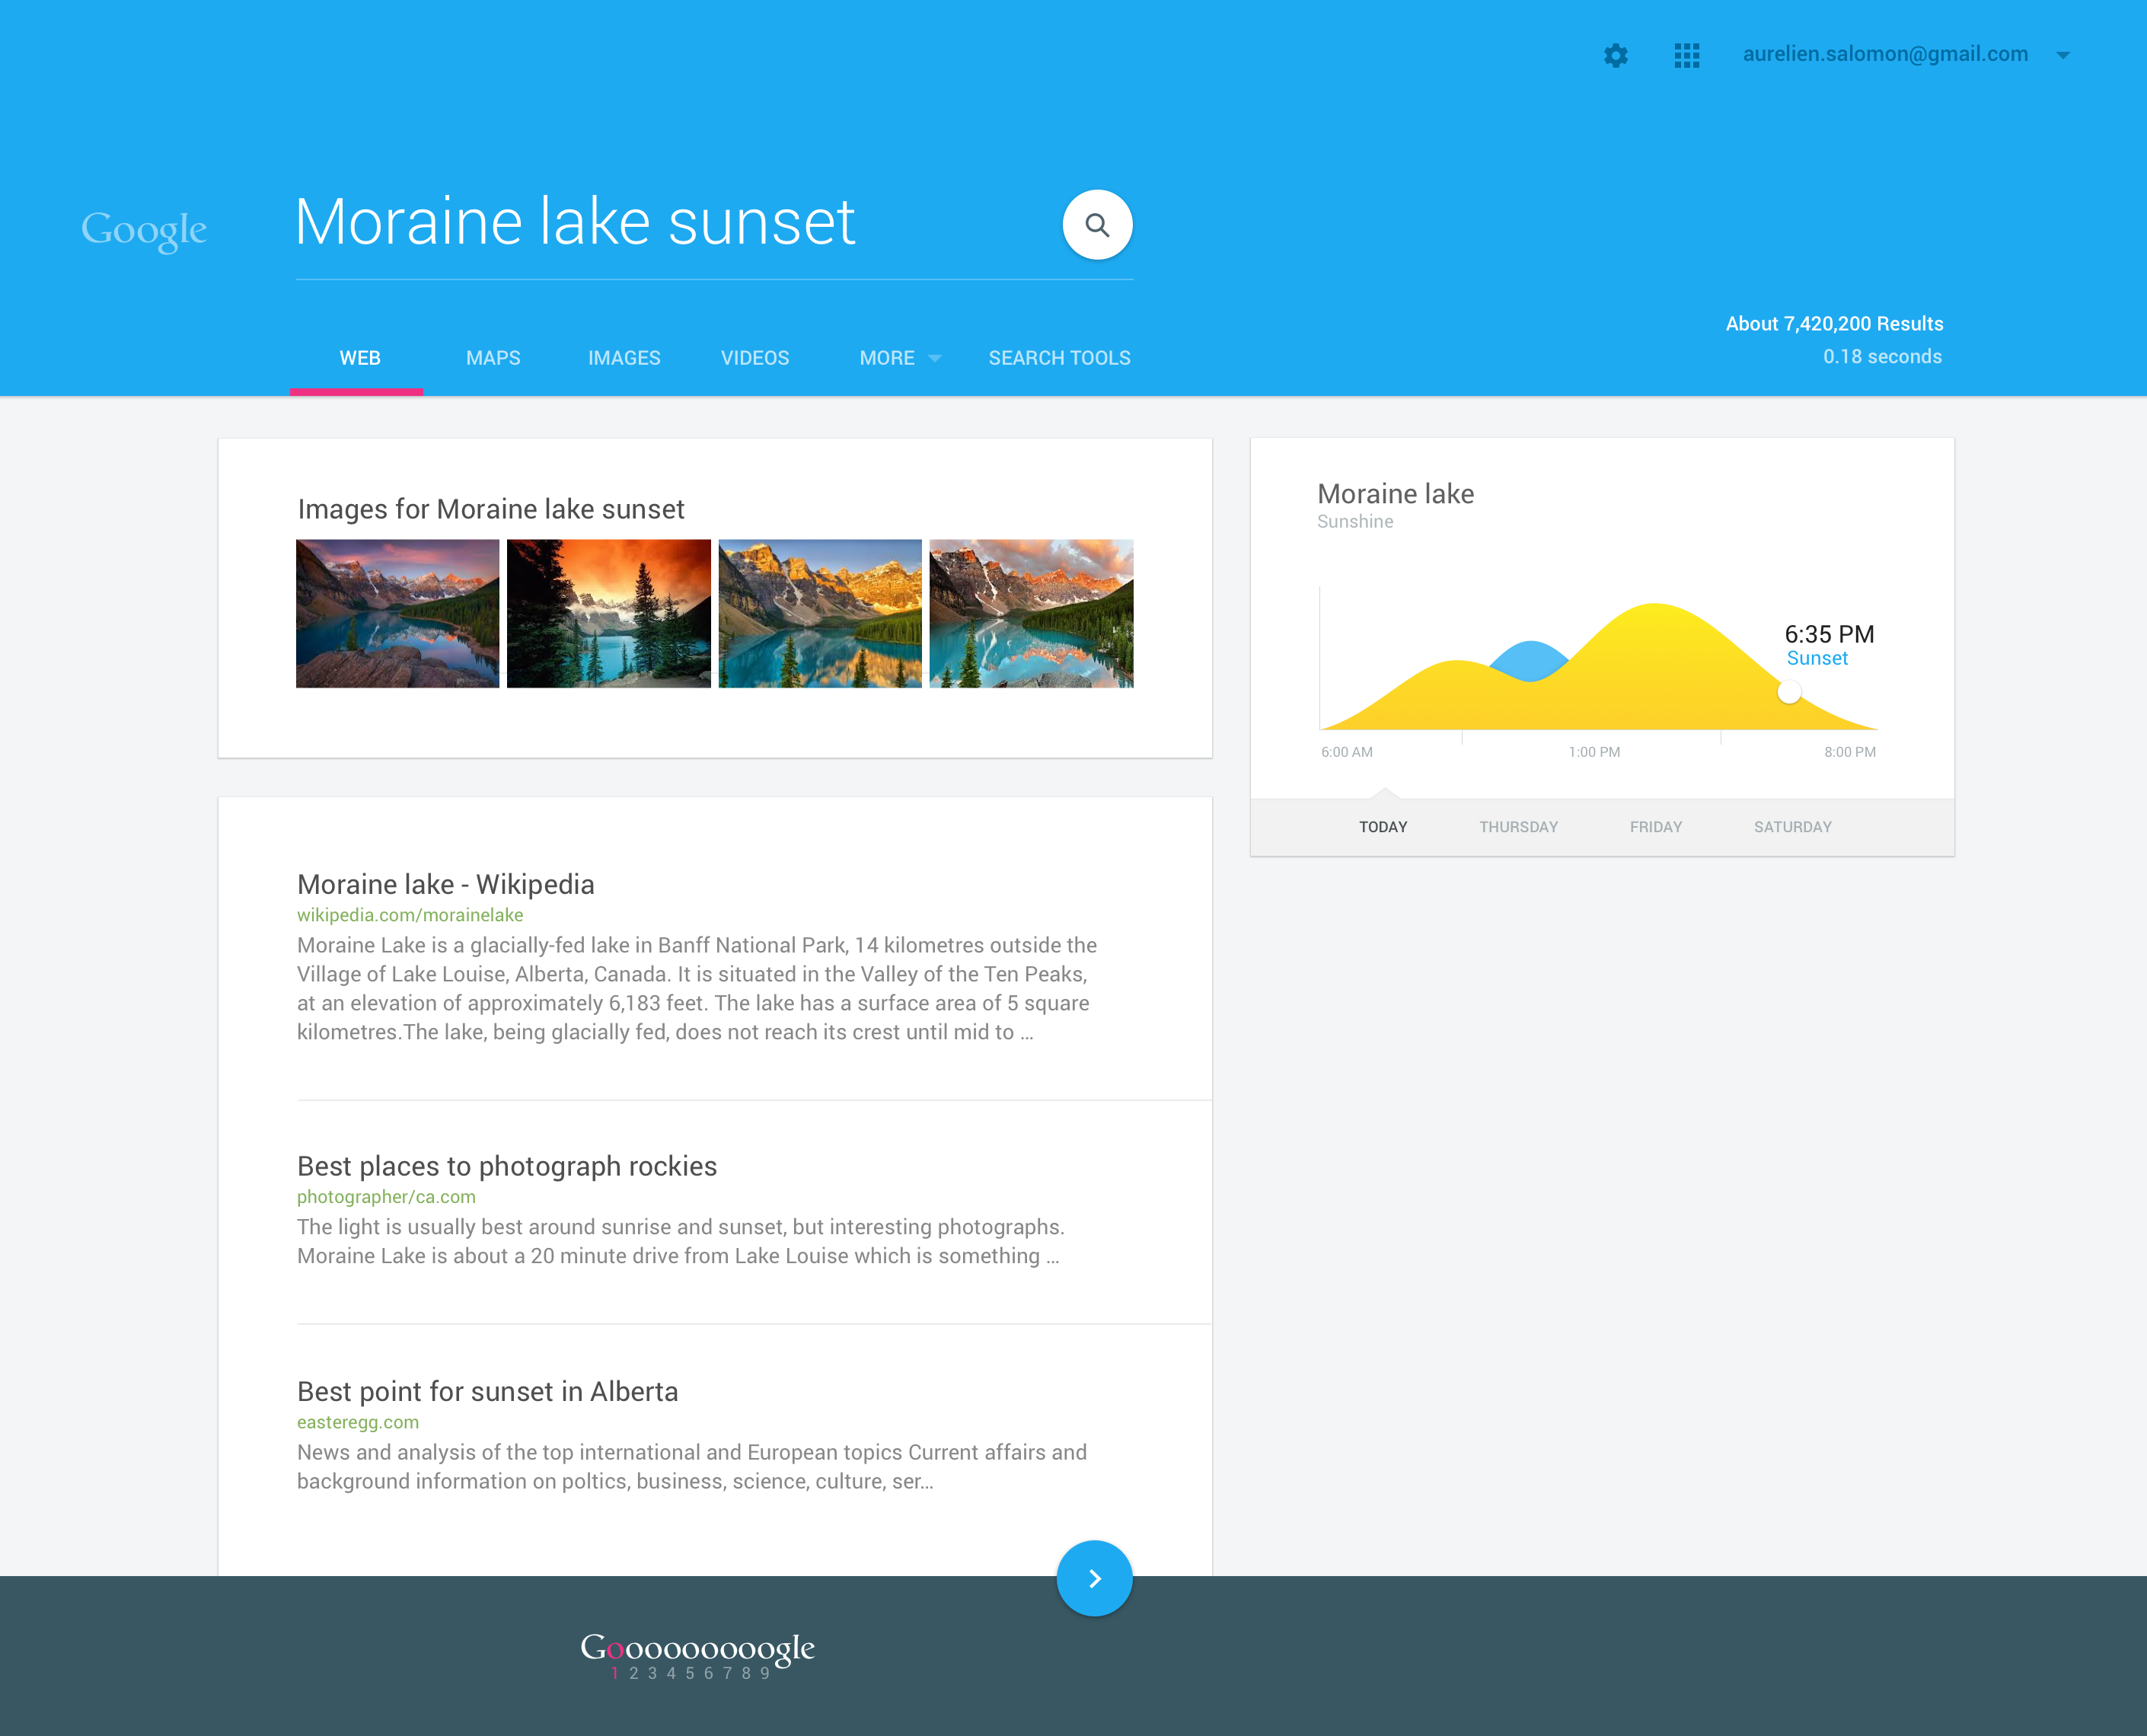 aurelien.salomon@gmail.com
Google
Moraine lake sunset
WEB MAPS IMAGES VIDEOS MORE SEARCH TOOLS
About 7,420,200 Results
0.18 seconds
Images for Moraine lake sunset
Moraine lake - Wikipedia
wikipedia.com/morainelake
Moraine Lake is a glacially-fed lake in Banff National Park, 14 kilometres outside the
Village of Lake Louise, Alberta, Canada. It is situated in the Valley of the Ten Peaks,
at an elevation of approximately 6,183 feet. The lake has a surface area of 5 square
kilometres.The lake, being glacially fed, does not reach its crest until mid to ...
Best places to photograph rockies
photographer/ca.com
The light is usually best around sunrise and sunset, but interesting photographs.
Moraine Lake is about a 20 minute drive from Lake Louise which is something ...
Best point for sunset in Alberta
easteregg.com
News and analysis of the top international and European topics Current affairs and
background information on poltics, business, science, culture, ser...
Moraine lake
Sunshine
6:35 PM
Sunset
6:00 AM 1:00 PM 8:00 PM
TODAY THURSDAY FRIDAY SATURDAY
Gooooooooogle
1 2 3 4 5 6 7 8 9